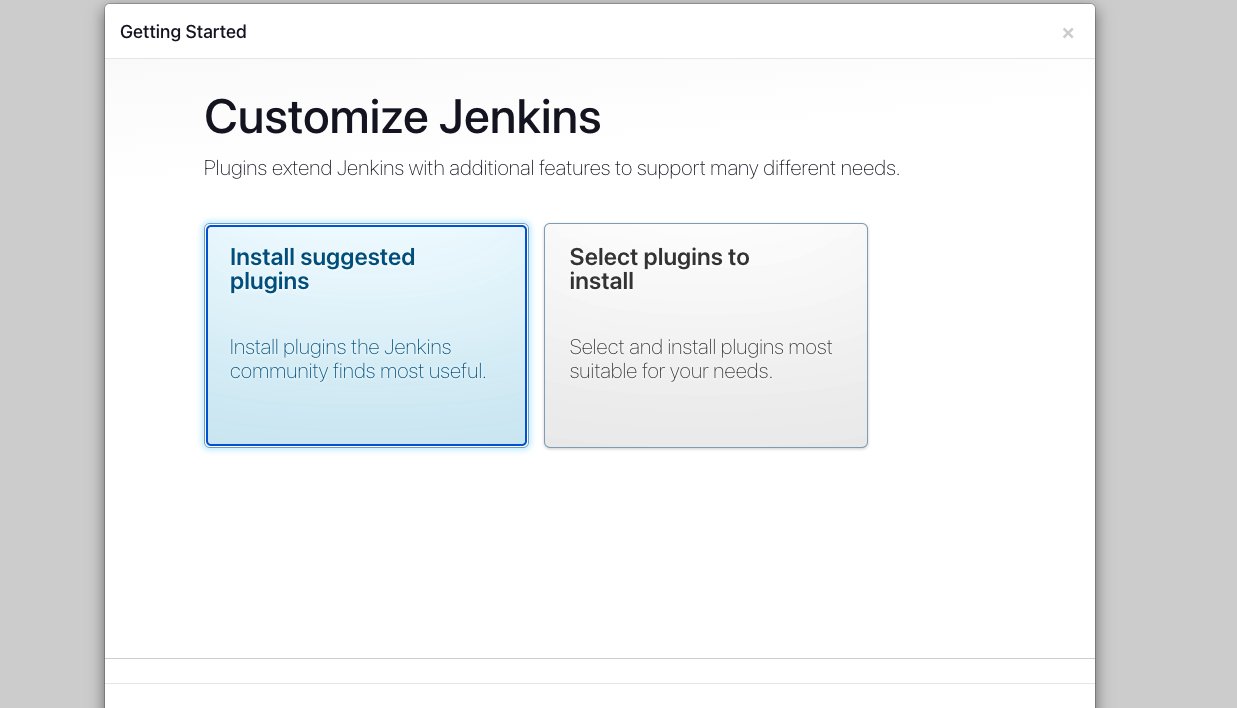 Getting Started
×
Customize Jenkins
Plugins extend Jenkins with additional features to support many different needs.
Install suggested
plugins
Install plugins the Jenkins
community finds most useful.
Select plugins to
install
Select and install plugins most
suitable for your needs.